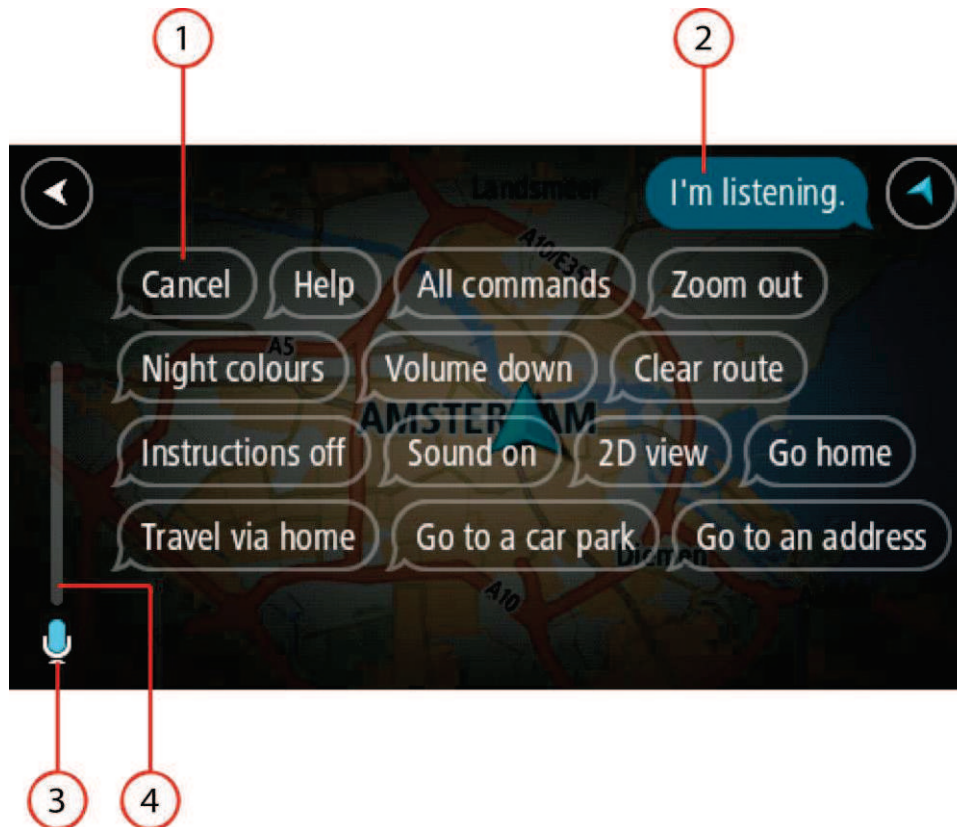 1 2
Landsmeer
I'm listening.
A10/E35
Cancel Help All commands Zoom out
A5
Night colours Volume down Clear route
AMSTERDAM
Instructions off Sound on 2D view Go home
Travel via home Go to a car park Go to an address
Diemen
A10
3 4